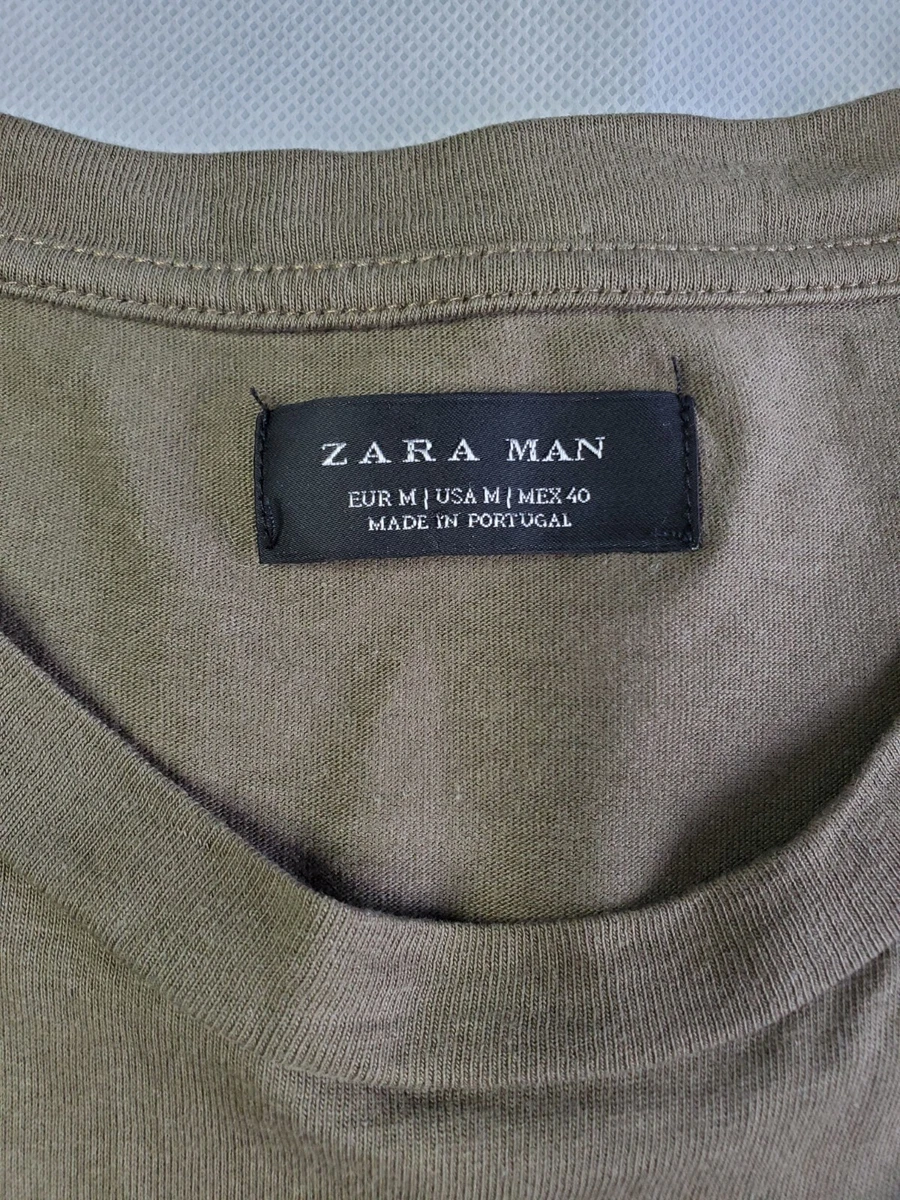 ZARA MAN
EUR M | USA M | MEX 40
MADE IN PORTUGAL